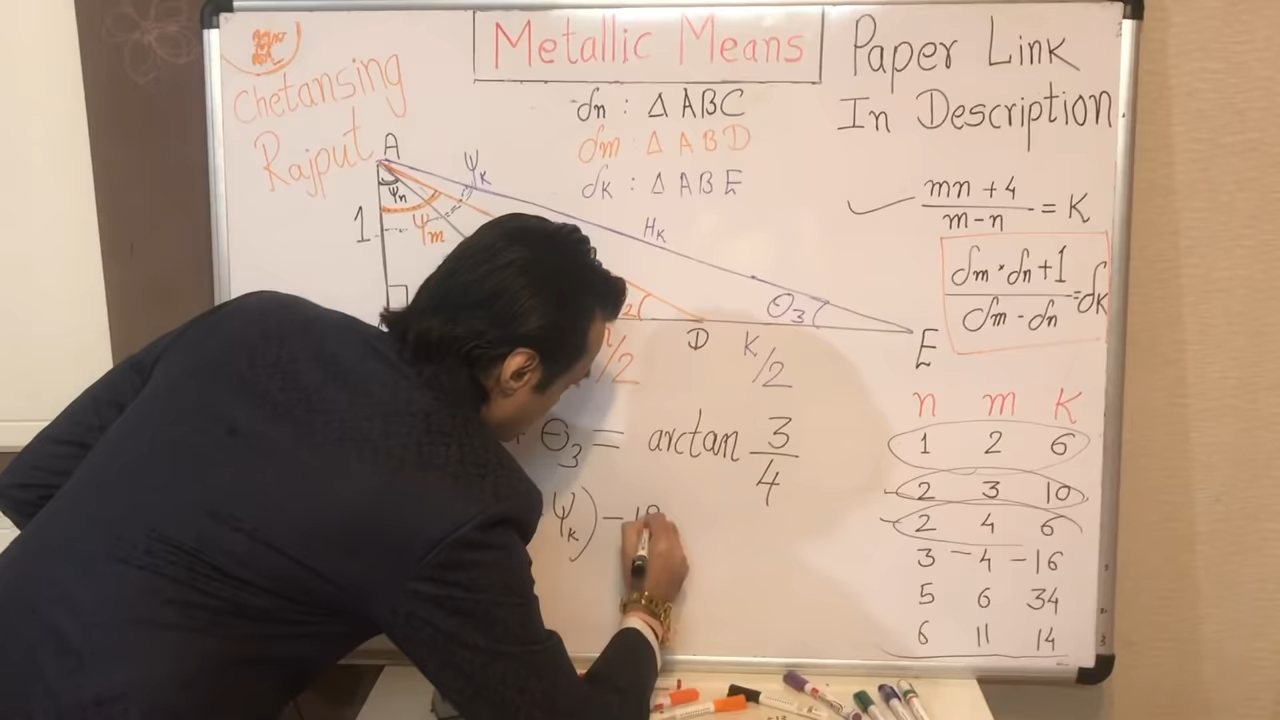 Metallic Means
Paper Link
In Description
Chetansing
Rajput
δn : Δ ABC
δm : Δ ABD
δk : Δ ABE
A
Ψn
Ψm
Ψk
1
Hk
θ3
D
E
K/2
mn + 4 / m - n = K
δm × δn + 1 / δm - δn = δk
θ3 = arctan 3/4
Ψk) -
n m K
1 2 6
2 3 10
2 4 6
3 - 4 - 16
5 6 34
6 11 14